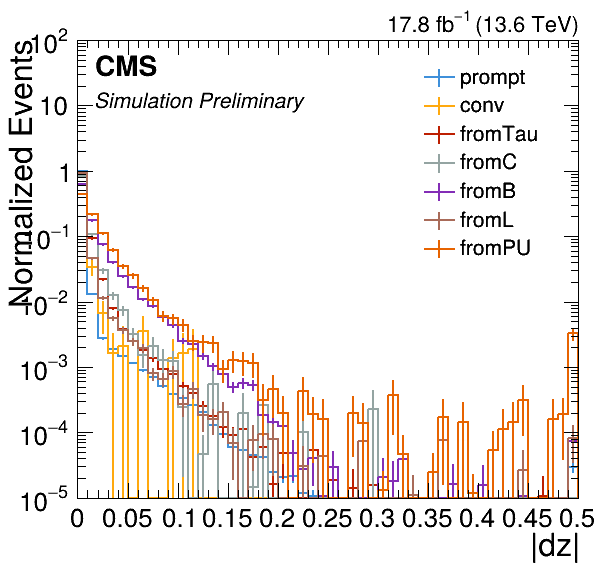 17.8 fb⁻¹ (13.6 TeV)
CMS
Simulation Preliminary
prompt
conv
fromTau
fromC
fromB
fromL
fromPU
Normalized Events
10²
10
1
10⁻¹
10⁻²
10⁻³
10⁻⁴
10⁻⁵
0 0.05 0.1 0.15 0.2 0.25 0.3 0.35 0.4 0.45 0.5
|dz|